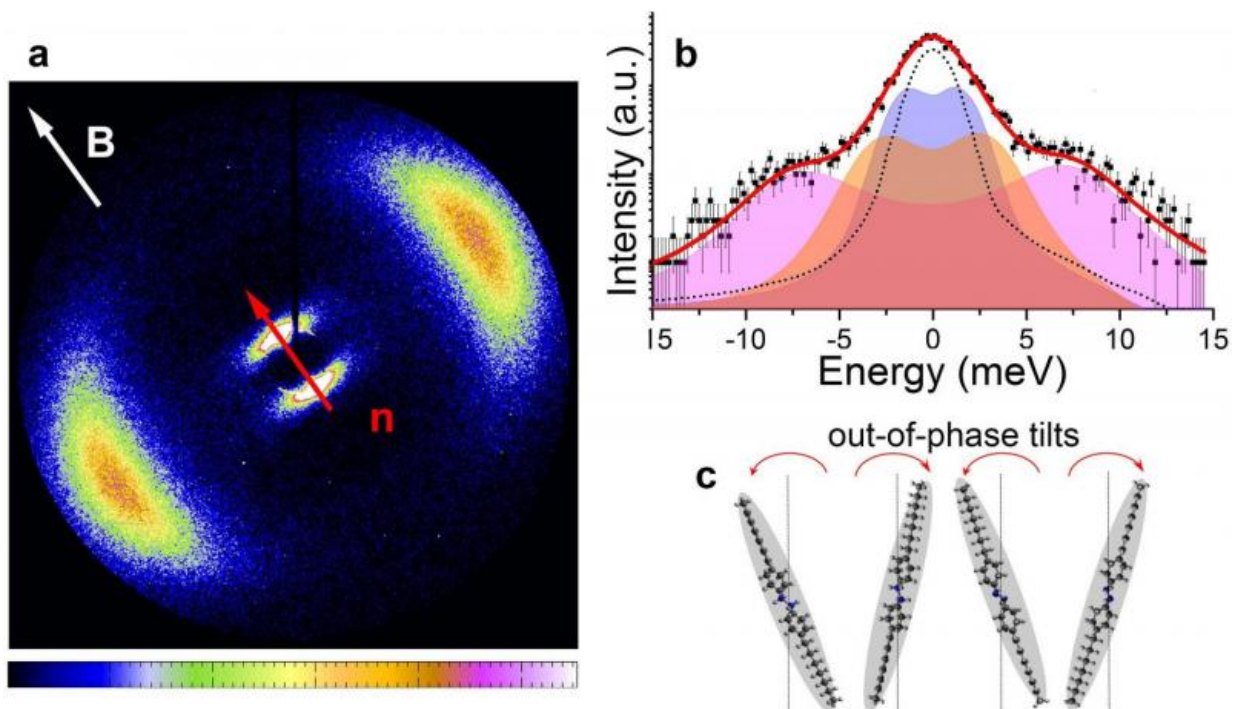 a
B
n
b
Intensity (a.u.)
15 -10 -5 0 5 10 15
Energy (meV)
out-of-phase tilts
c